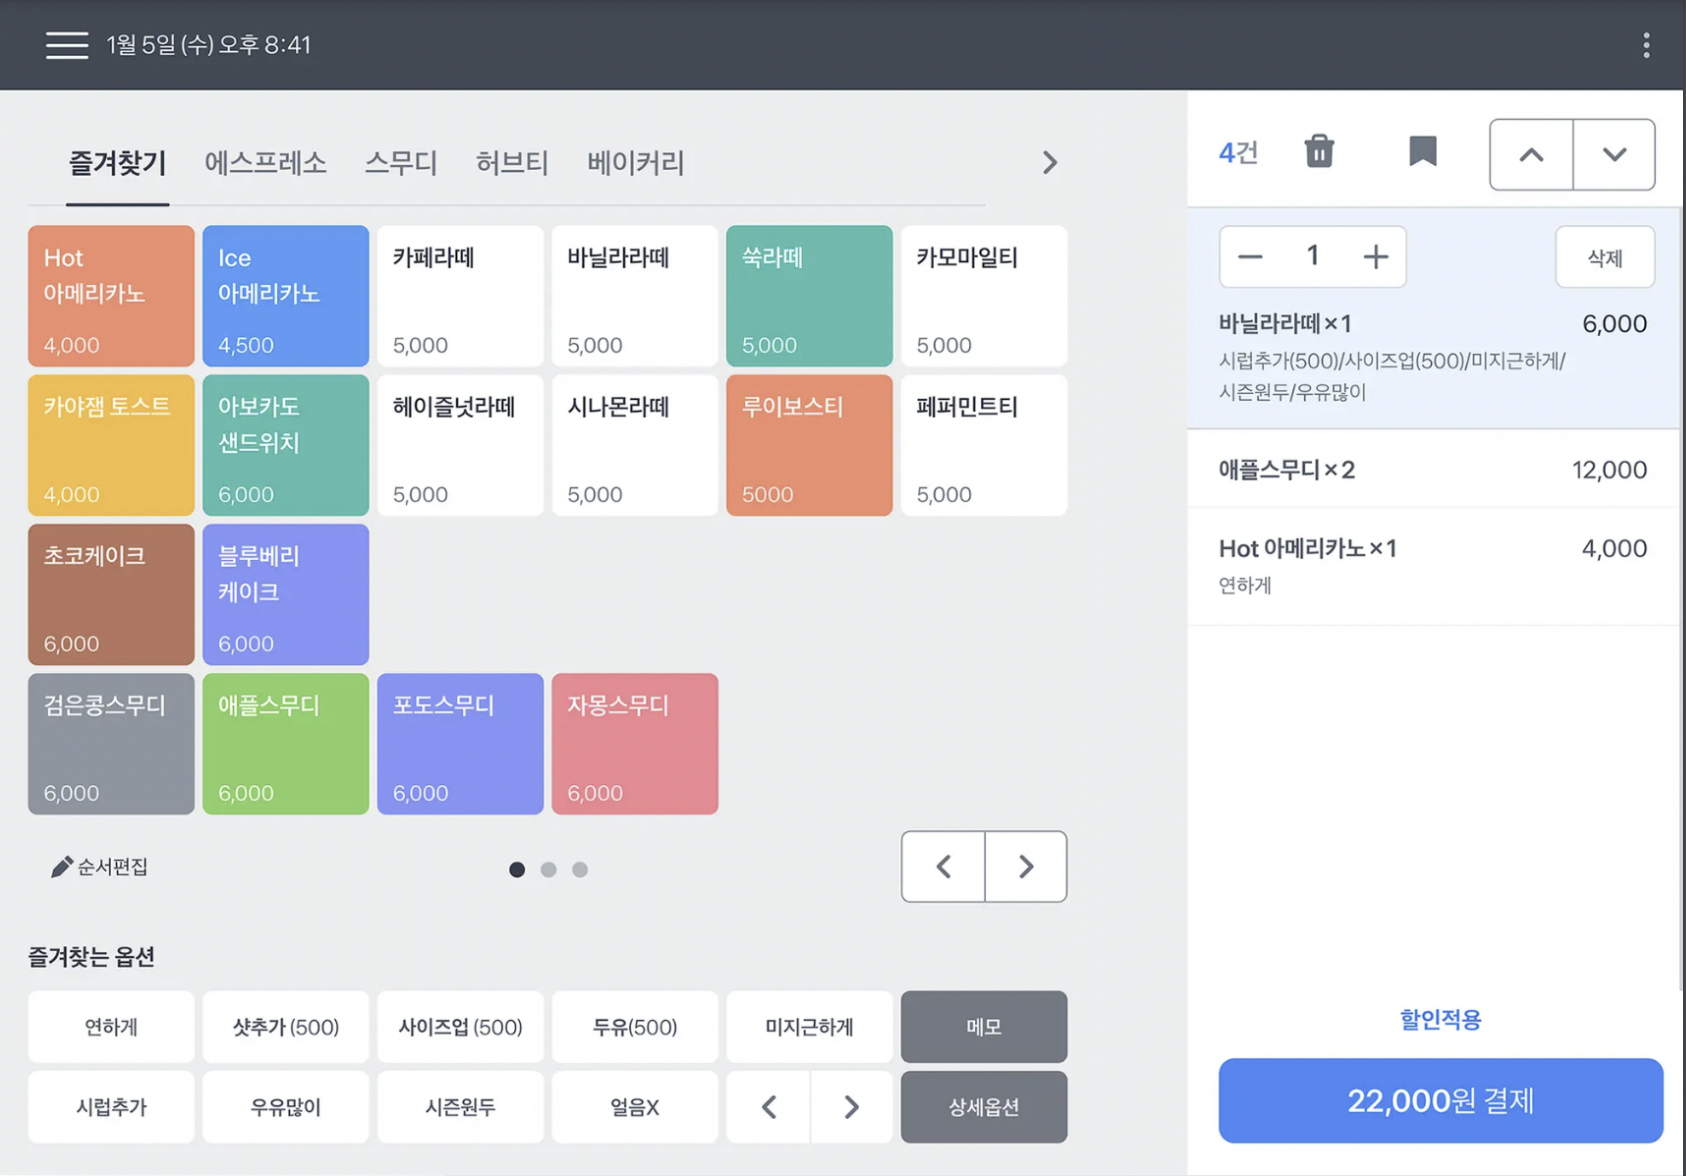 1월 5일 (수) 오후 8:41
즐겨찾기 에스프레소 스무디 허브티 베이커리
Hot
아메리카노
4,000
Ice
아메리카노
4,500
카페라떼
5,000
바닐라라떼
5,000
쑥라떼
5,000
카모마일티
5,000
카야잼 토스트
4,000
아보카도
샌드위치
6,000
헤이즐넛라떼
5,000
시나몬라떼
5,000
루이보스티
5000
페퍼민트티
5,000
초코케이크
6,000
블루베리
케이크
6,000
검은콩스무디
6,000
애플스무디
6,000
포도스무디
6,000
자몽스무디
6,000
순서편집
즐겨찾는 옵션
연하게
샷추가 (500)
사이즈업 (500)
두유(500)
미지근하게
메모
시럽추가
우유많이
시즌원두
얼음X
상세옵션
4건
1
삭제
바닐라라떼×1 6,000
시럽추가(500)/사이즈업(500)/미지근하게/
시즌원두/우유많이
애플스무디×2 12,000
Hot 아메리카노×1 4,000
연하게
할인적용
22,000원 결제